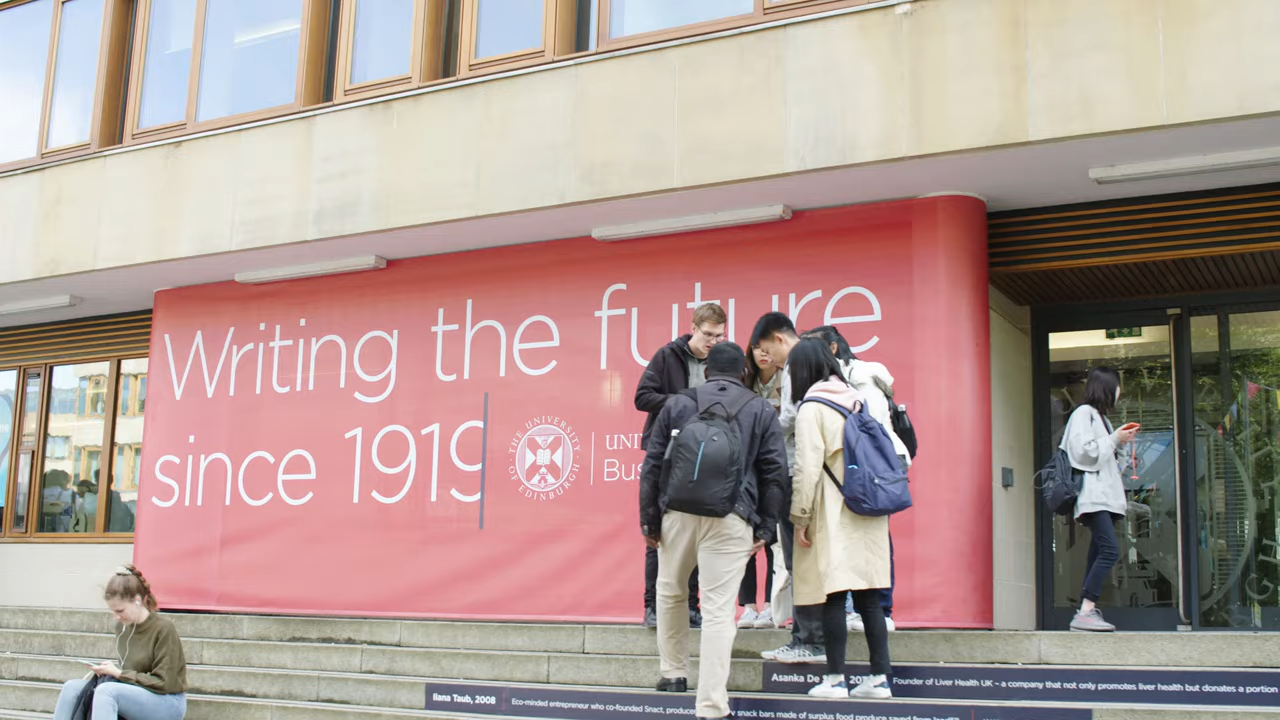 Writing the future
since 1919
THE UNIVERSITY OF EDINBURGH
Asanka De
Founder of Liver Health UK – a company that not only promotes liver health but donates a portion
Ilana Taub, 2008
Eco-minded entrepreneur who co-founded Snact, snack bars made of surplus food produce saved from